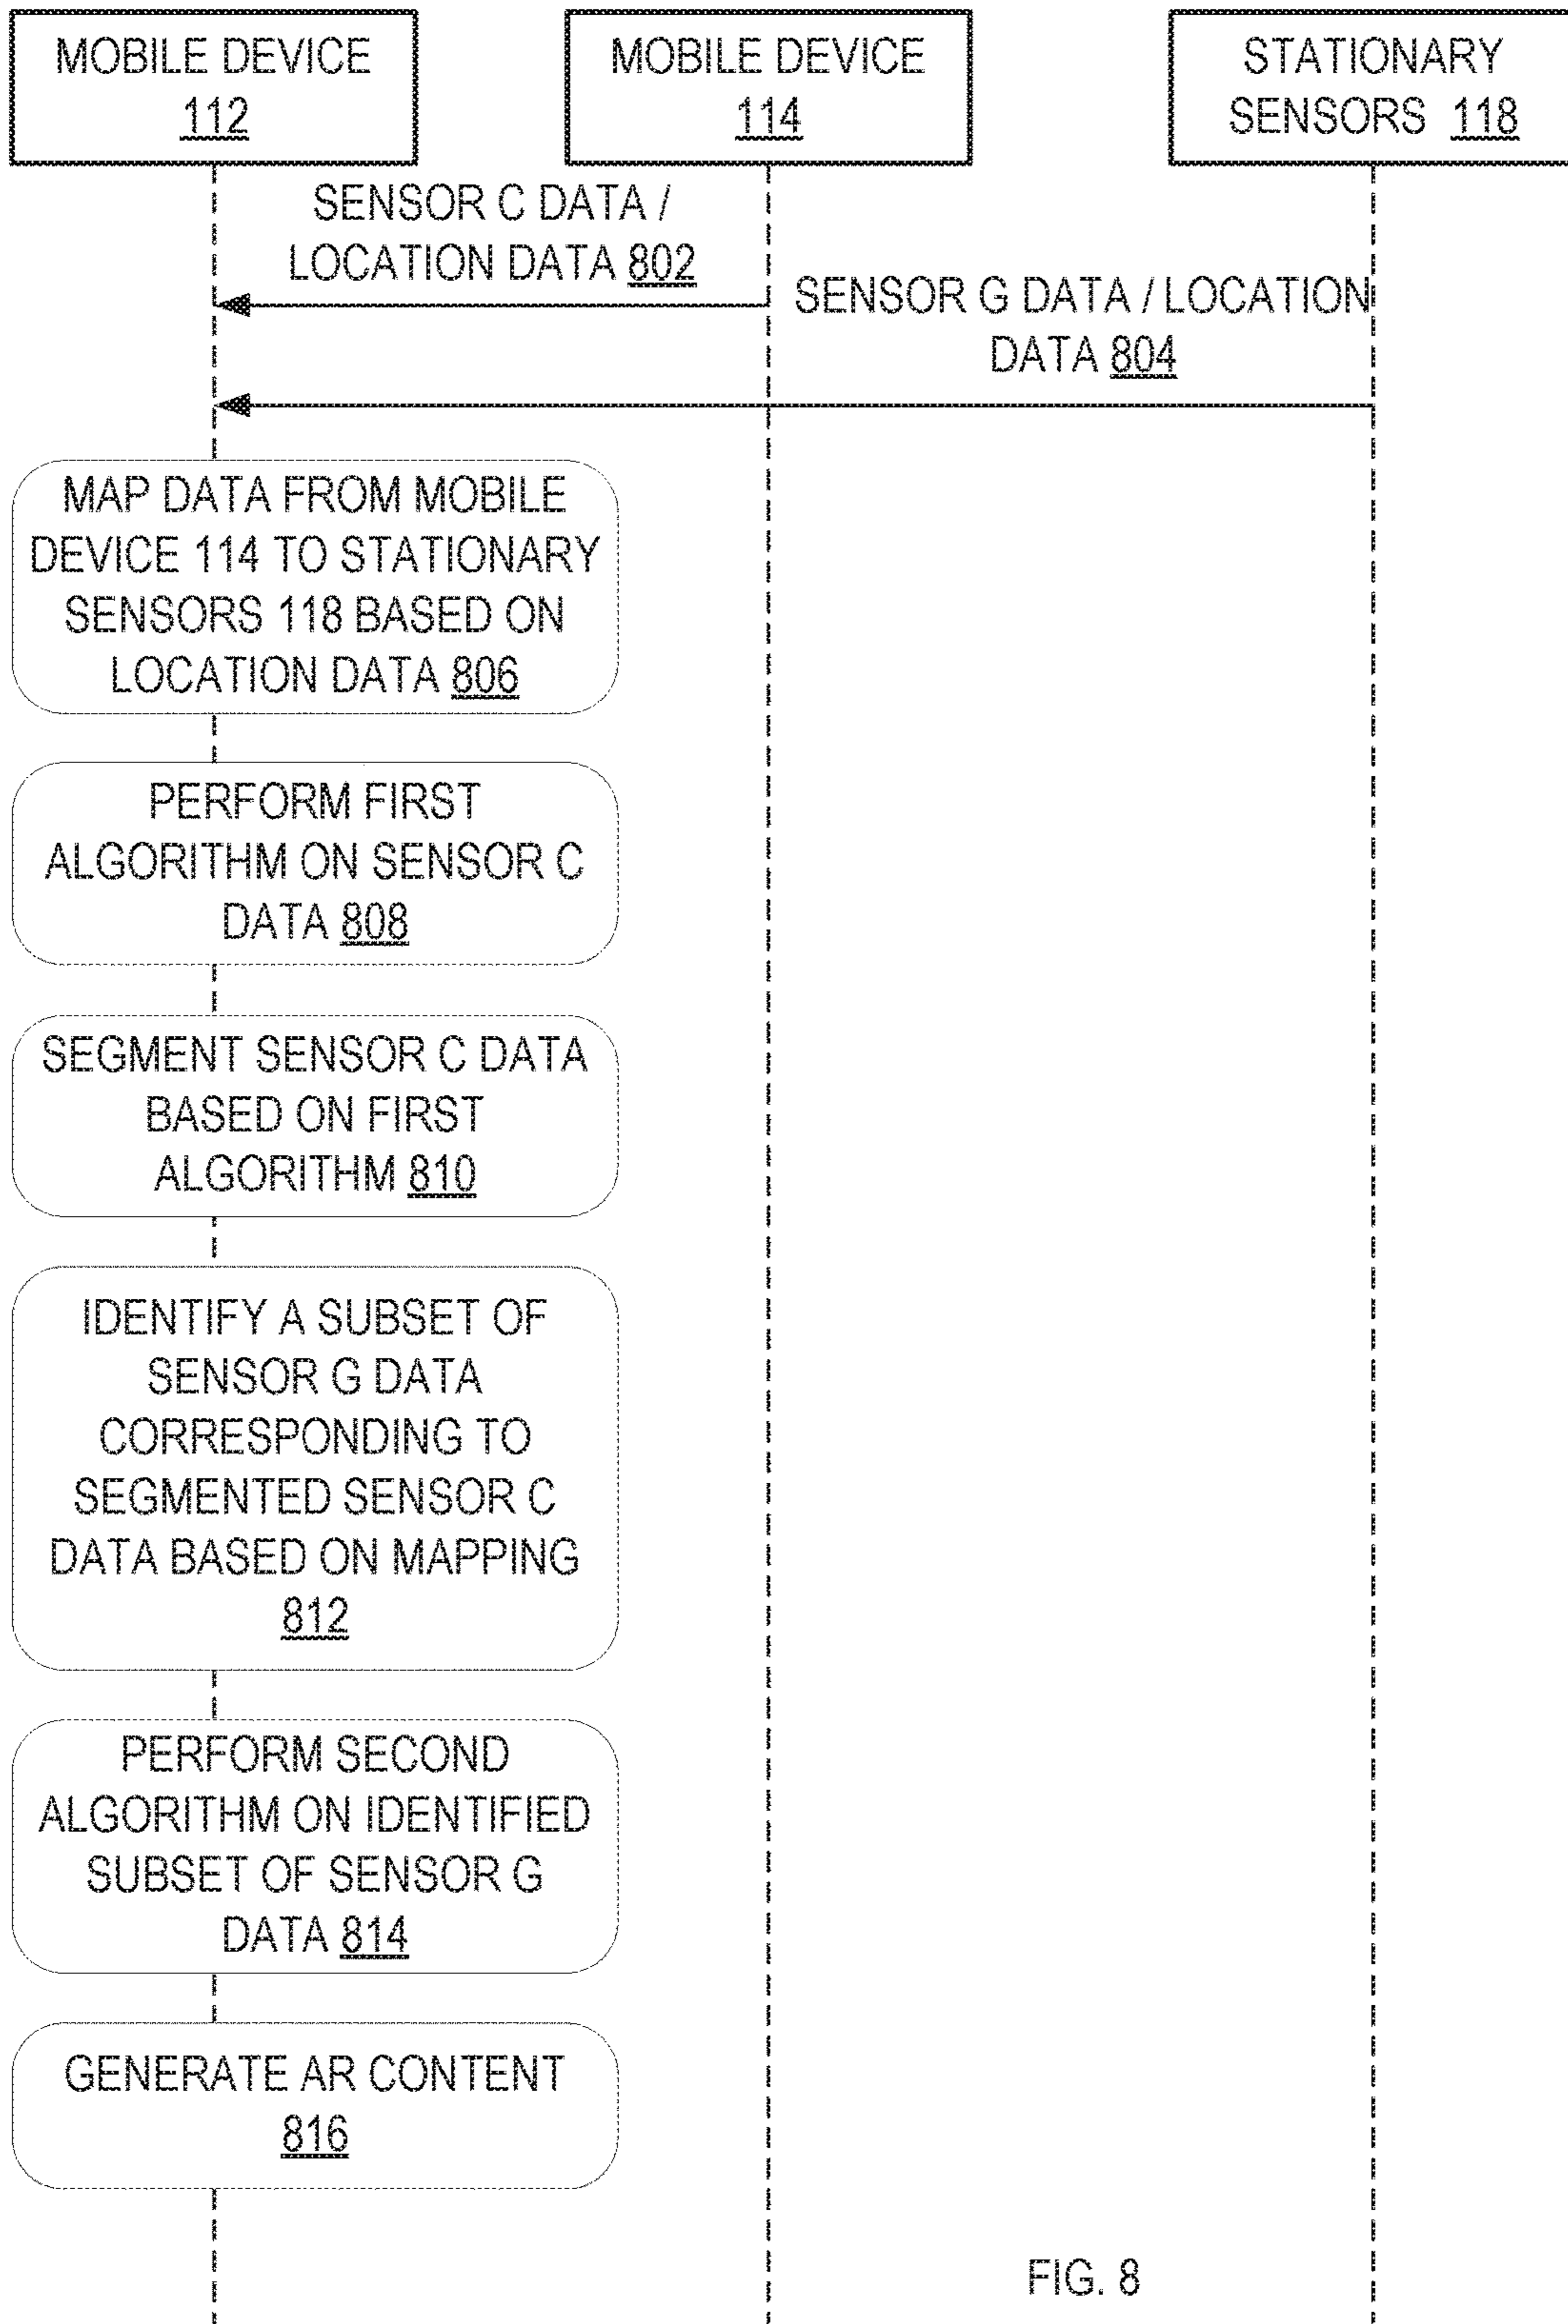 MOBILE DEVICE
112
MOBILE DEVICE
114
STATIONARY
SENSORS 118
SENSOR C DATA /
LOCATION DATA 802
SENSOR G DATA / LOCATION
DATA 804
MAP DATA FROM MOBILE
DEVICE 114 TO STATIONARY
SENSORS 118 BASED ON
LOCATION DATA 806
PERFORM FIRST
ALGORITHM ON SENSOR C
DATA 808
SEGMENT SENSOR C DATA
BASED ON FIRST
ALGORITHM 810
IDENTIFY A SUBSET OF
SENSOR G DATA
CORRESPONDING TO
SEGMENTED SENSOR C
DATA BASED ON MAPPING
812
PERFORM SECOND
ALGORITHM ON IDENTIFIED
SUBSET OF SENSOR G
DATA 814
GENERATE AR CONTENT
816
FIG. 8